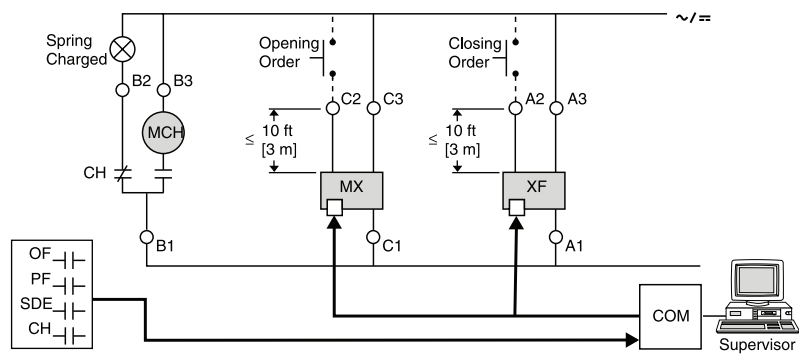 ∿/⎓
Spring
Charged
Opening
Order
Closing
Order
B2
B3
C2
C3
A2
A3
MCH
≤ 10 ft
[3 m]
≤ 10 ft
[3 m]
CH
MX
XF
B1
C1
A1
OF
PF
SDE
CH
COM
Supervisor